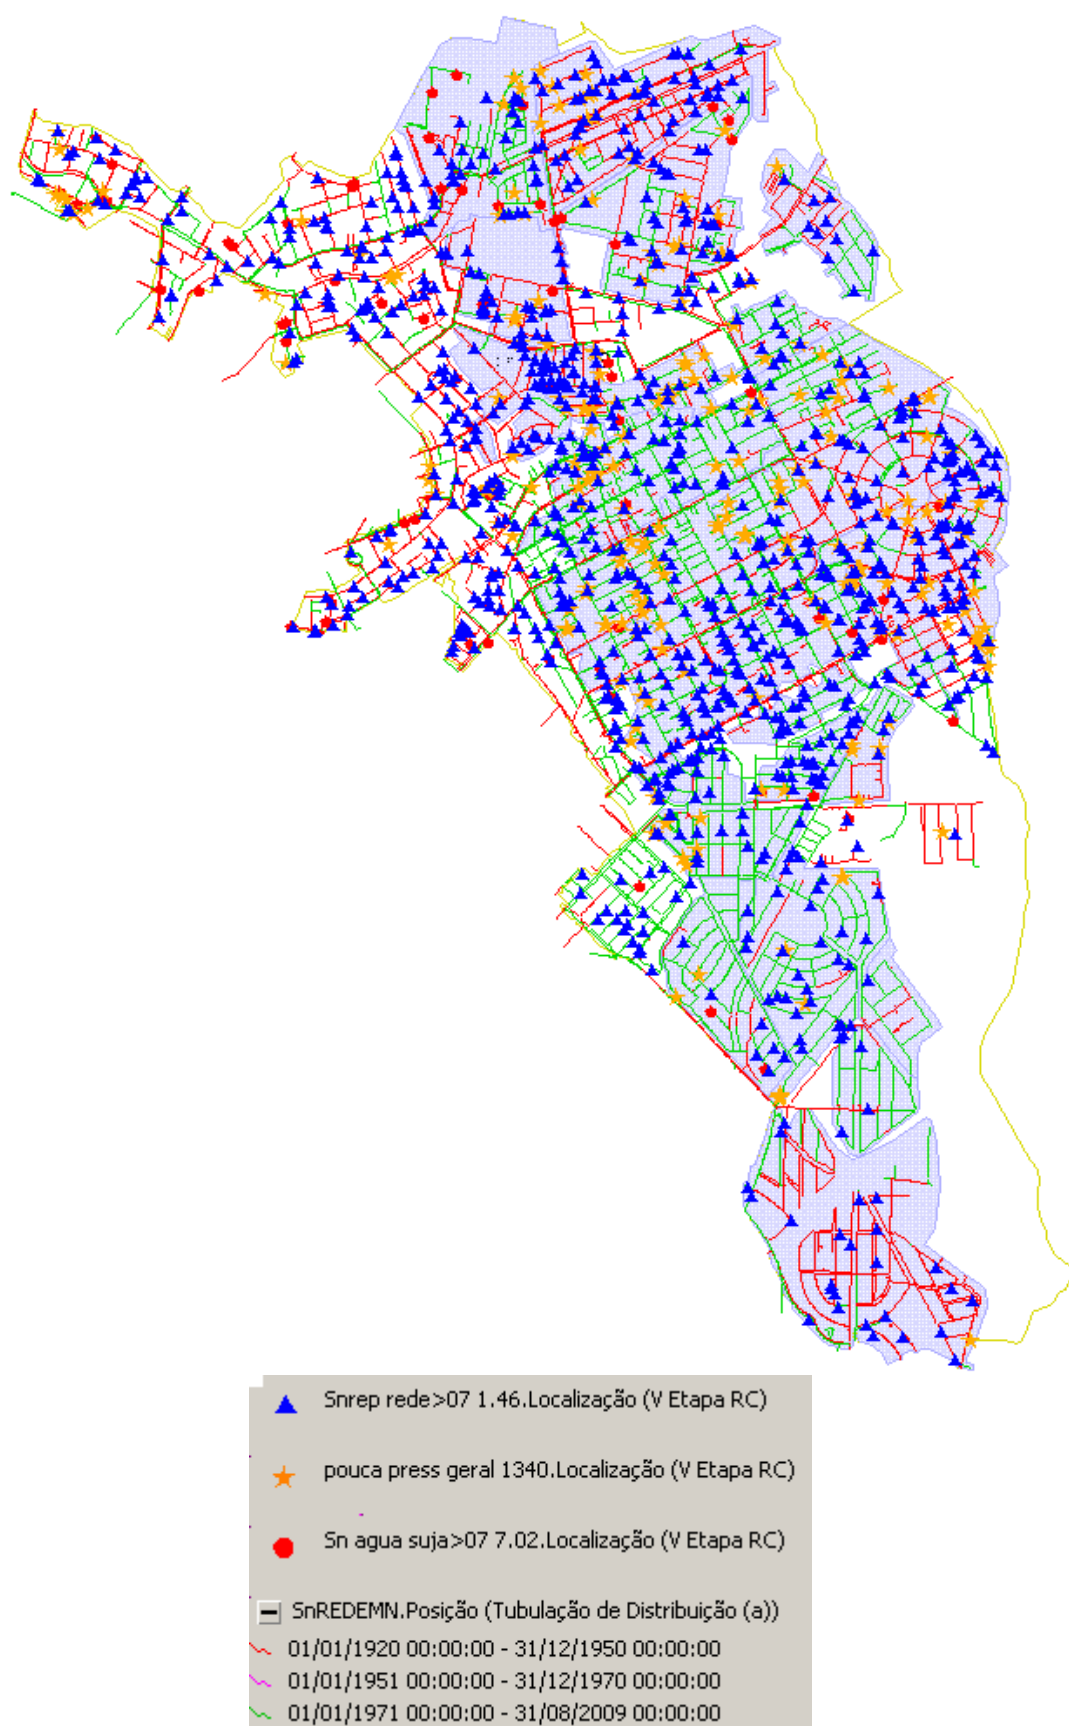 Snrep rede>07 1.46.Localização (V Etapa RC)
pouca press geral 1340.Localização (V Etapa RC)
Sn agua suja>07 7.02.Localização (V Etapa RC)
SnREDEMN.Posição (Tubulação de Distribuição (a))
01/01/1920 00:00:00 - 31/12/1950 00:00:00
01/01/1951 00:00:00 - 31/12/1970 00:00:00
01/01/1971 00:00:00 - 31/08/2009 00:00:00